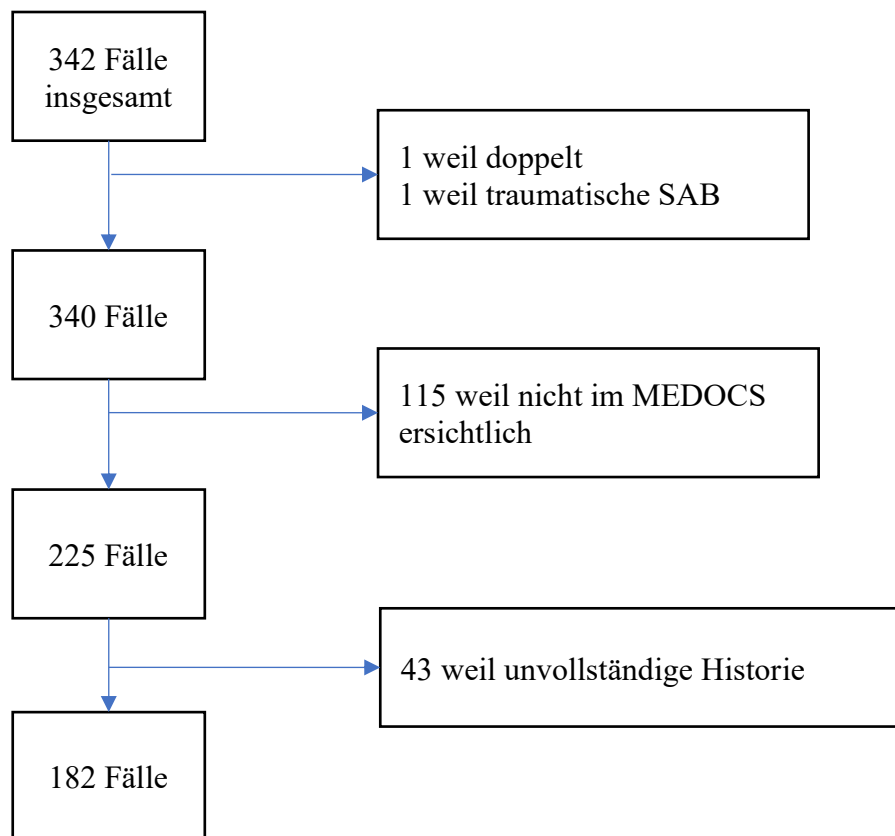 342 Fälle
insgesamt
1 weil doppelt
1 weil traumatische SAB
340 Fälle
115 weil nicht im MEDOCS
ersichtlich
225 Fälle
43 weil unvollständige Historie
182 Fälle